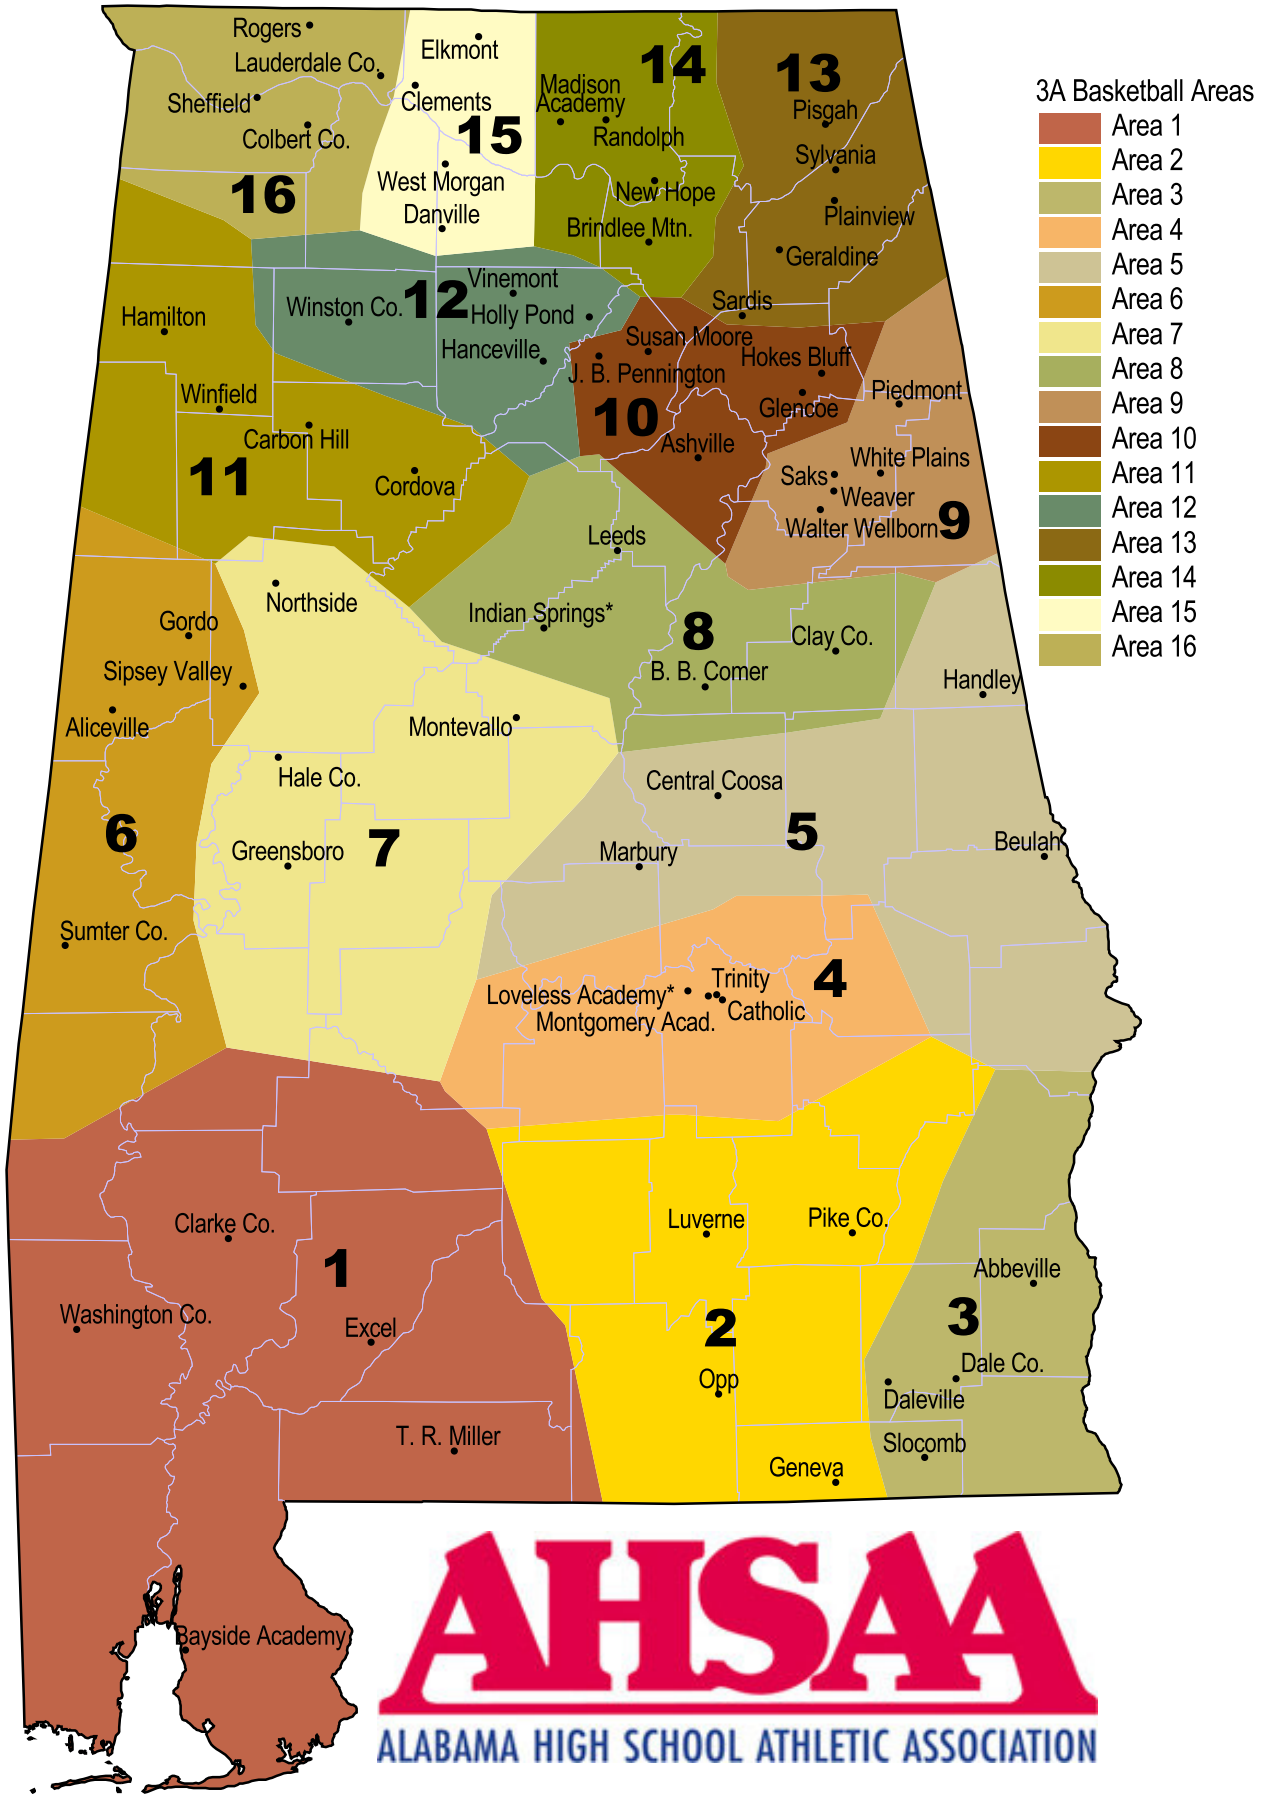 Rogers
Lauderdale Co.
Sheffield
Colbert Co.
16
Elkmont
Clements
15
West Morgan
Danville
14
Madison
Academy
Randolph
New Hope
Brindlee Mtn.
13
Pisgah
Sylvania
Plainview
Geraldine
Sardis
3A Basketball Areas
Area 1
Area 2
Area 3
Area 4
Area 5
Area 6
Area 7
Area 8
Area 9
Area 10
Area 11
Area 12
Area 13
Area 14
Area 15
Area 16
Hamilton
Winfield
Carbon Hill
11
Cordova
Vinemont
Winston Co.
12
Holly Pond
Hanceville
Susan Moore
J. B. Pennington
Hokes Bluff
10
Glencoe
Ashville
Piedmont
White Plains
Saks
Weaver
Walter Wellborn
9
Leeds
Indian Springs*
8
Clay Co.
B. B. Comer
Northside
Gordo
Sipsey Valley
Aliceville
6
Sumter Co.
Montevallo
Hale Co.
Greensboro
7
Handley
Central Coosa
5
Marbury
Beulah
Trinity
4
Loveless Academy*
Catholic
Montgomery Acad.
Clarke Co.
1
Washington Co.
Excel
T. R. Miller
Bayside Academy
Luverne
Pike Co.
2
Opp
Geneva
Abbeville
3
Dale Co.
Daleville
Slocomb
AHSAA
ALABAMA HIGH SCHOOL ATHLETIC ASSOCIATION